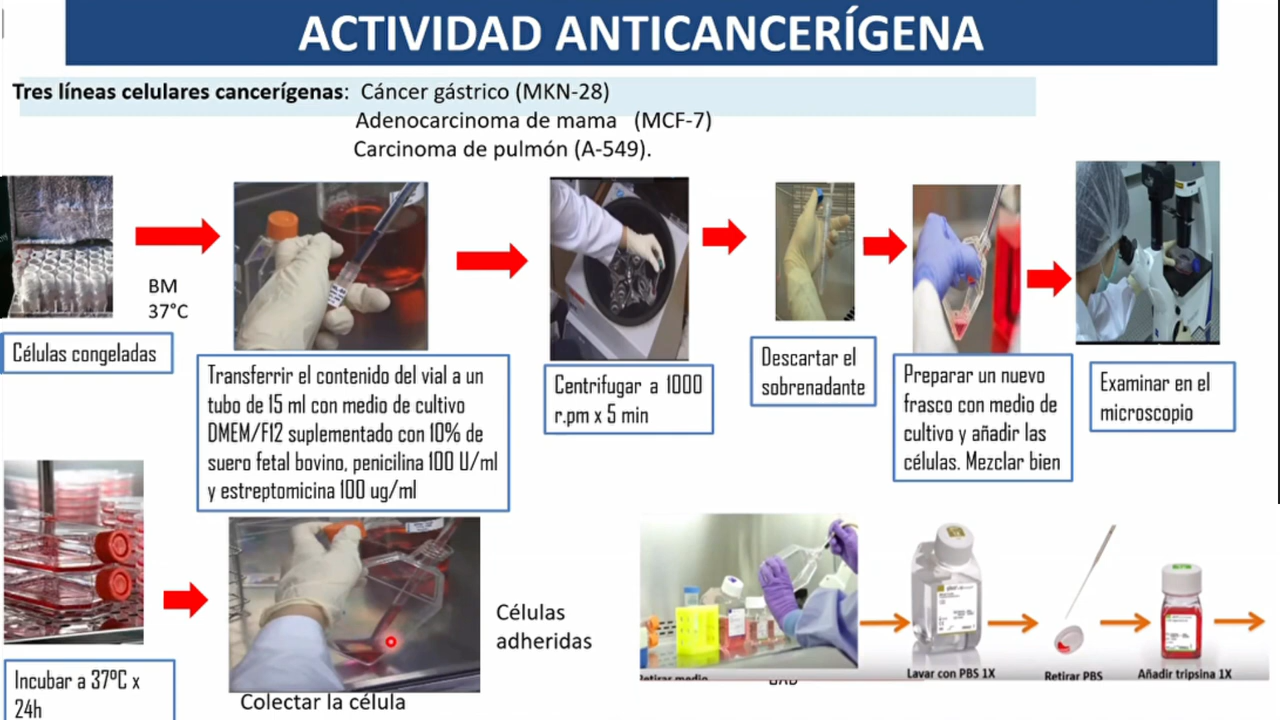 ACTIVIDAD ANTICANCERÍGENA
Tres líneas celulares cancerígenas: Cáncer gástrico (MKN-28)
Adenocarcinoma de mama (MCF-7)
Carcinoma de pulmón (A-549).
BM
37°C
Células congeladas
Transferrir el contenido del vial a un
tubo de 15 ml con medio de cultivo
DMEM/F12 suplementado con 10% de
suero fetal bovino, penicilina 100 U/ml
y estreptomicina 100 ug/ml
Centrifugar a 1000
r.pm x 5 min
Descartar el
sobrenadante
Preparar un nuevo
frasco con medio de
cultivo y añadir las
células. Mezclar bien
Examinar en el
microscopio
Incubar a 37ºC x
24h
Colectar la célula
Células
adheridas
Retirar medio
Lavar con PBS 1X
Retirar PBS
Añadir tripsina 1X